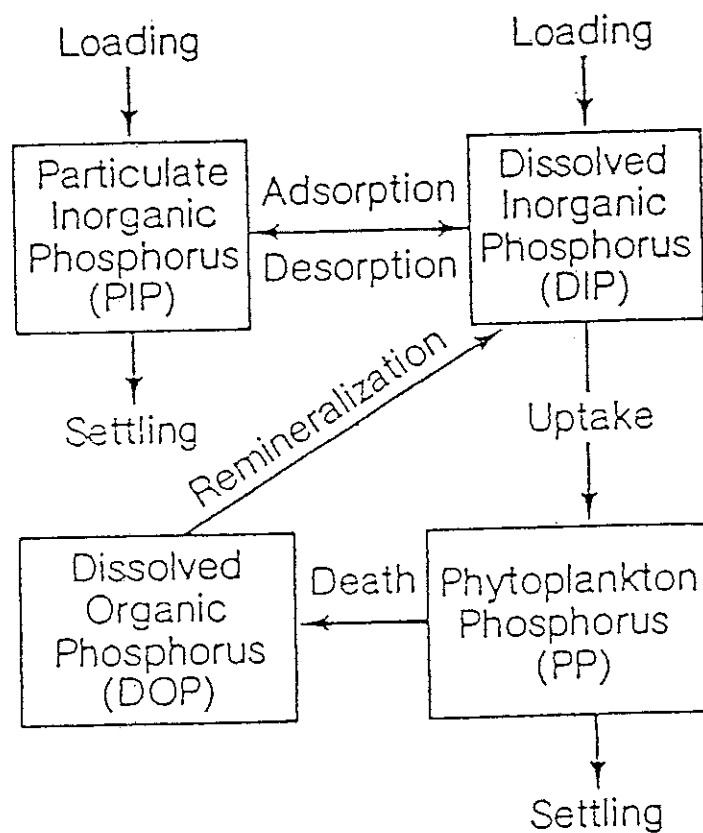 Loading
Loading
Particulate
Inorganic
Phosphorus
(PIP)
Adsorption
Desorption
Dissolved
Inorganic
Phosphorus
(DIP)
Settling
Remineralization
Uptake
Dissolved
Organic
Phosphorus
(DOP)
Death
Phytoplankton
Phosphorus
(PP)
Settling